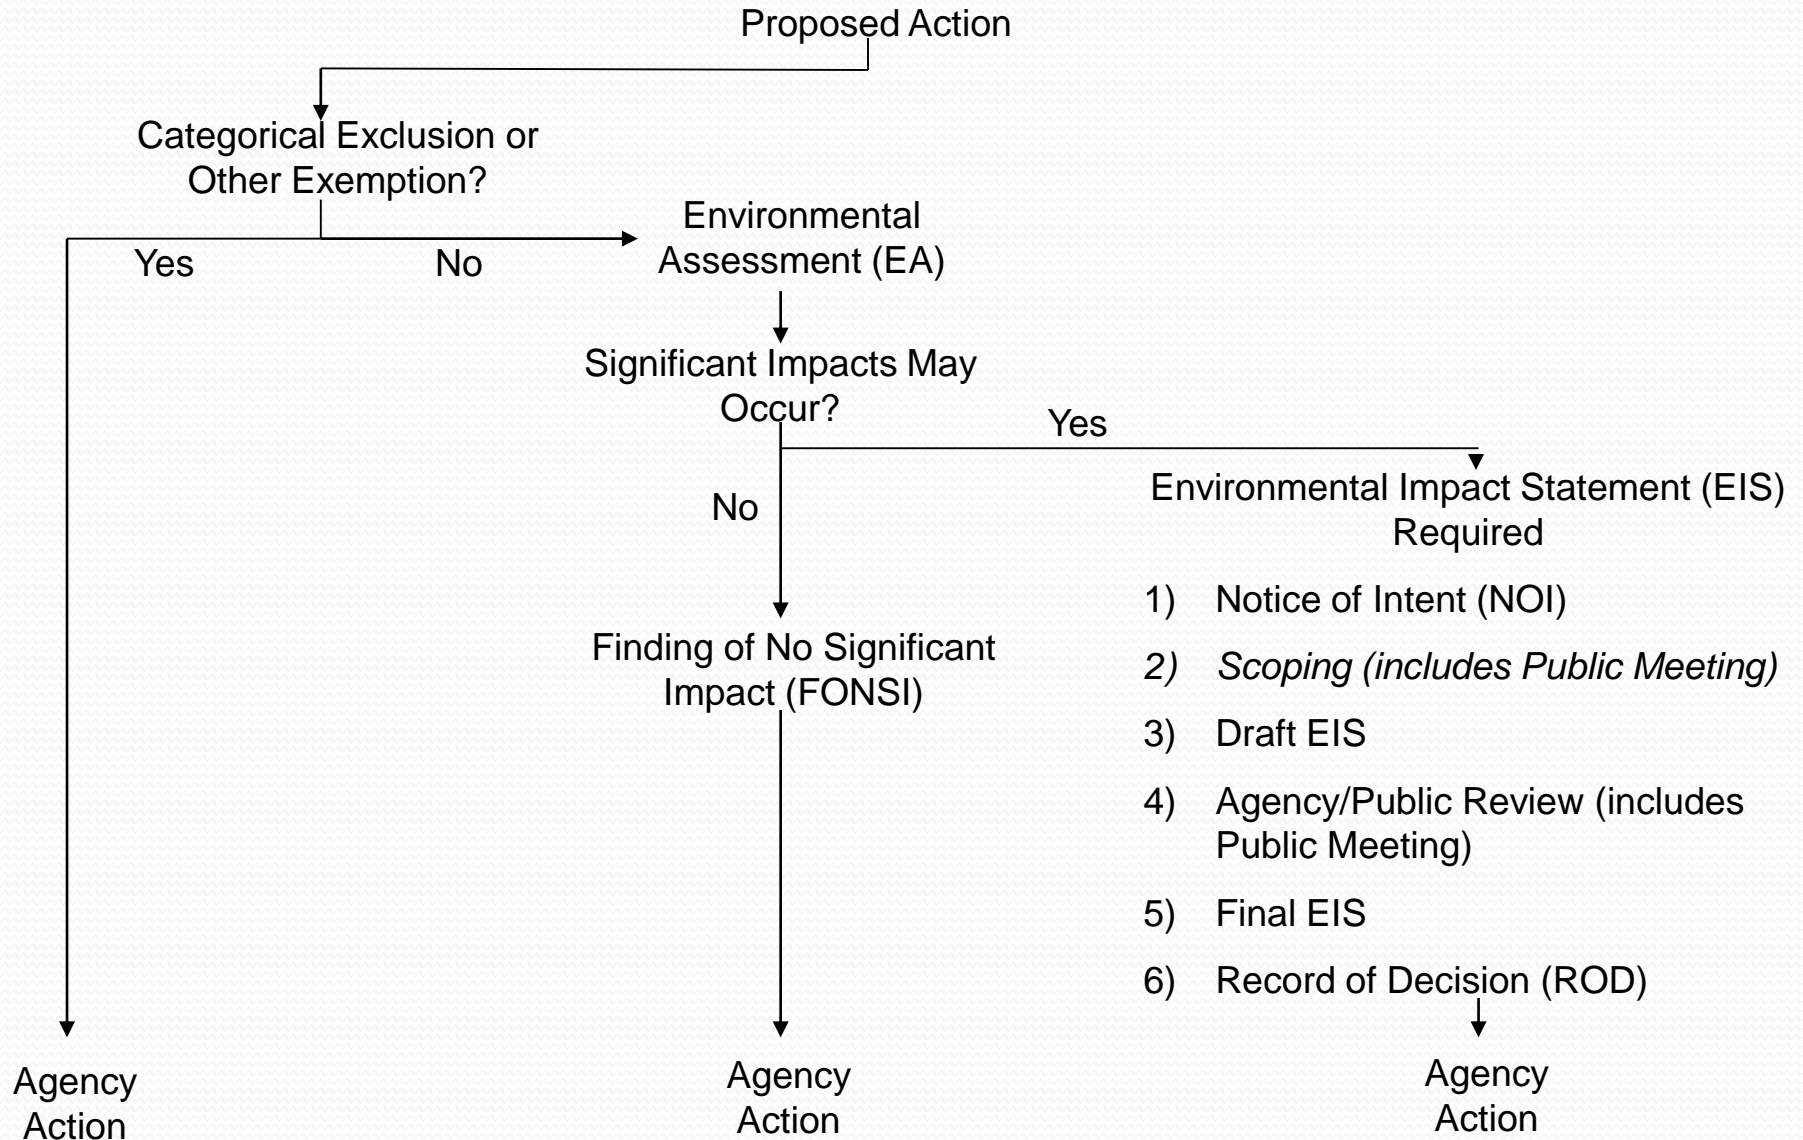 Proposed Action
Categorical Exclusion or
Other Exemption?
Yes
No
Environmental
Assessment (EA)
Significant Impacts May
Occur?
Yes
No
Environmental Impact Statement (EIS)
Required
1) Notice of Intent (NOI)
2) Scoping (includes Public Meeting)
3) Draft EIS
4) Agency/Public Review (includes
Public Meeting)
5) Final EIS
6) Record of Decision (ROD)
Finding of No Significant
Impact (FONSI)
Agency
Action
Agency
Action
Agency
Action